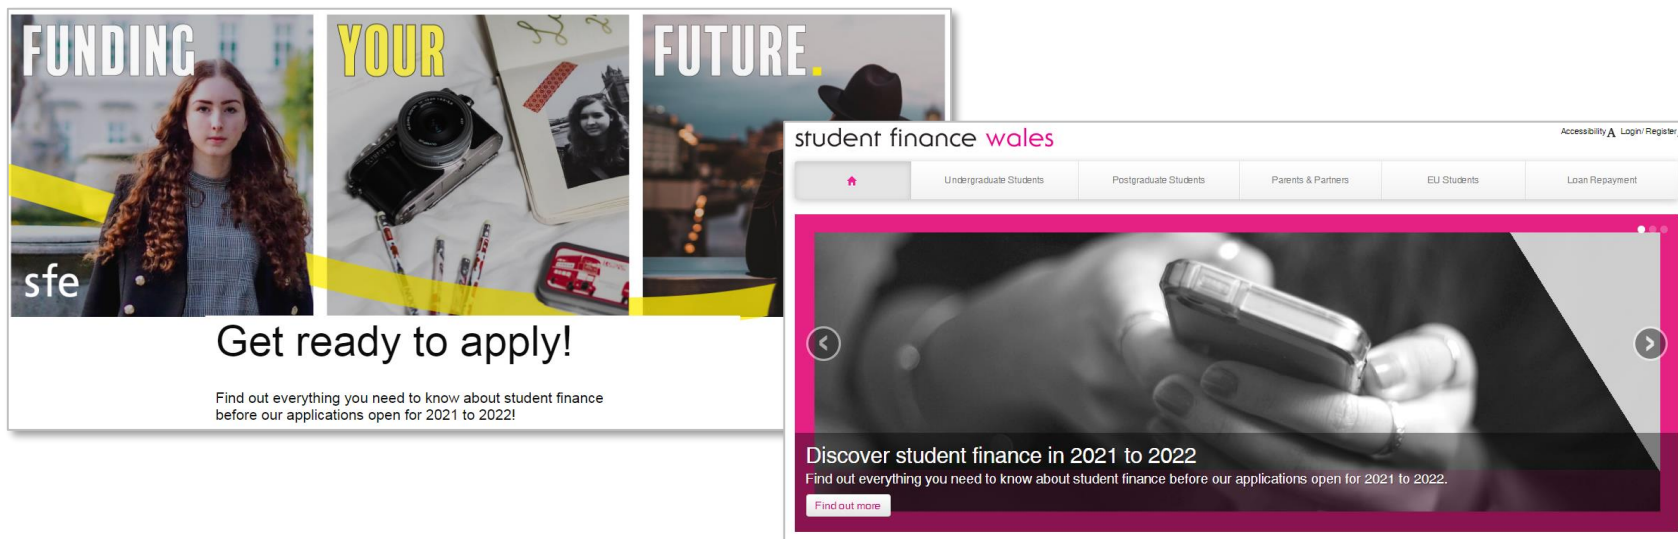 FUNDING YOUR FUTURE.
sfe
Get ready to apply!
Find out everything you need to know about student finance
before our applications open for 2021 to 2022!
student finance wales
Accessibility A Login/Register
Undergraduate Students Postgraduate Students Parents & Partners EU Students Loan Repayment
Discover student finance in 2021 to 2022
Find out everything you need to know about student finance before our applications open for 2021 to 2022.
Find out more